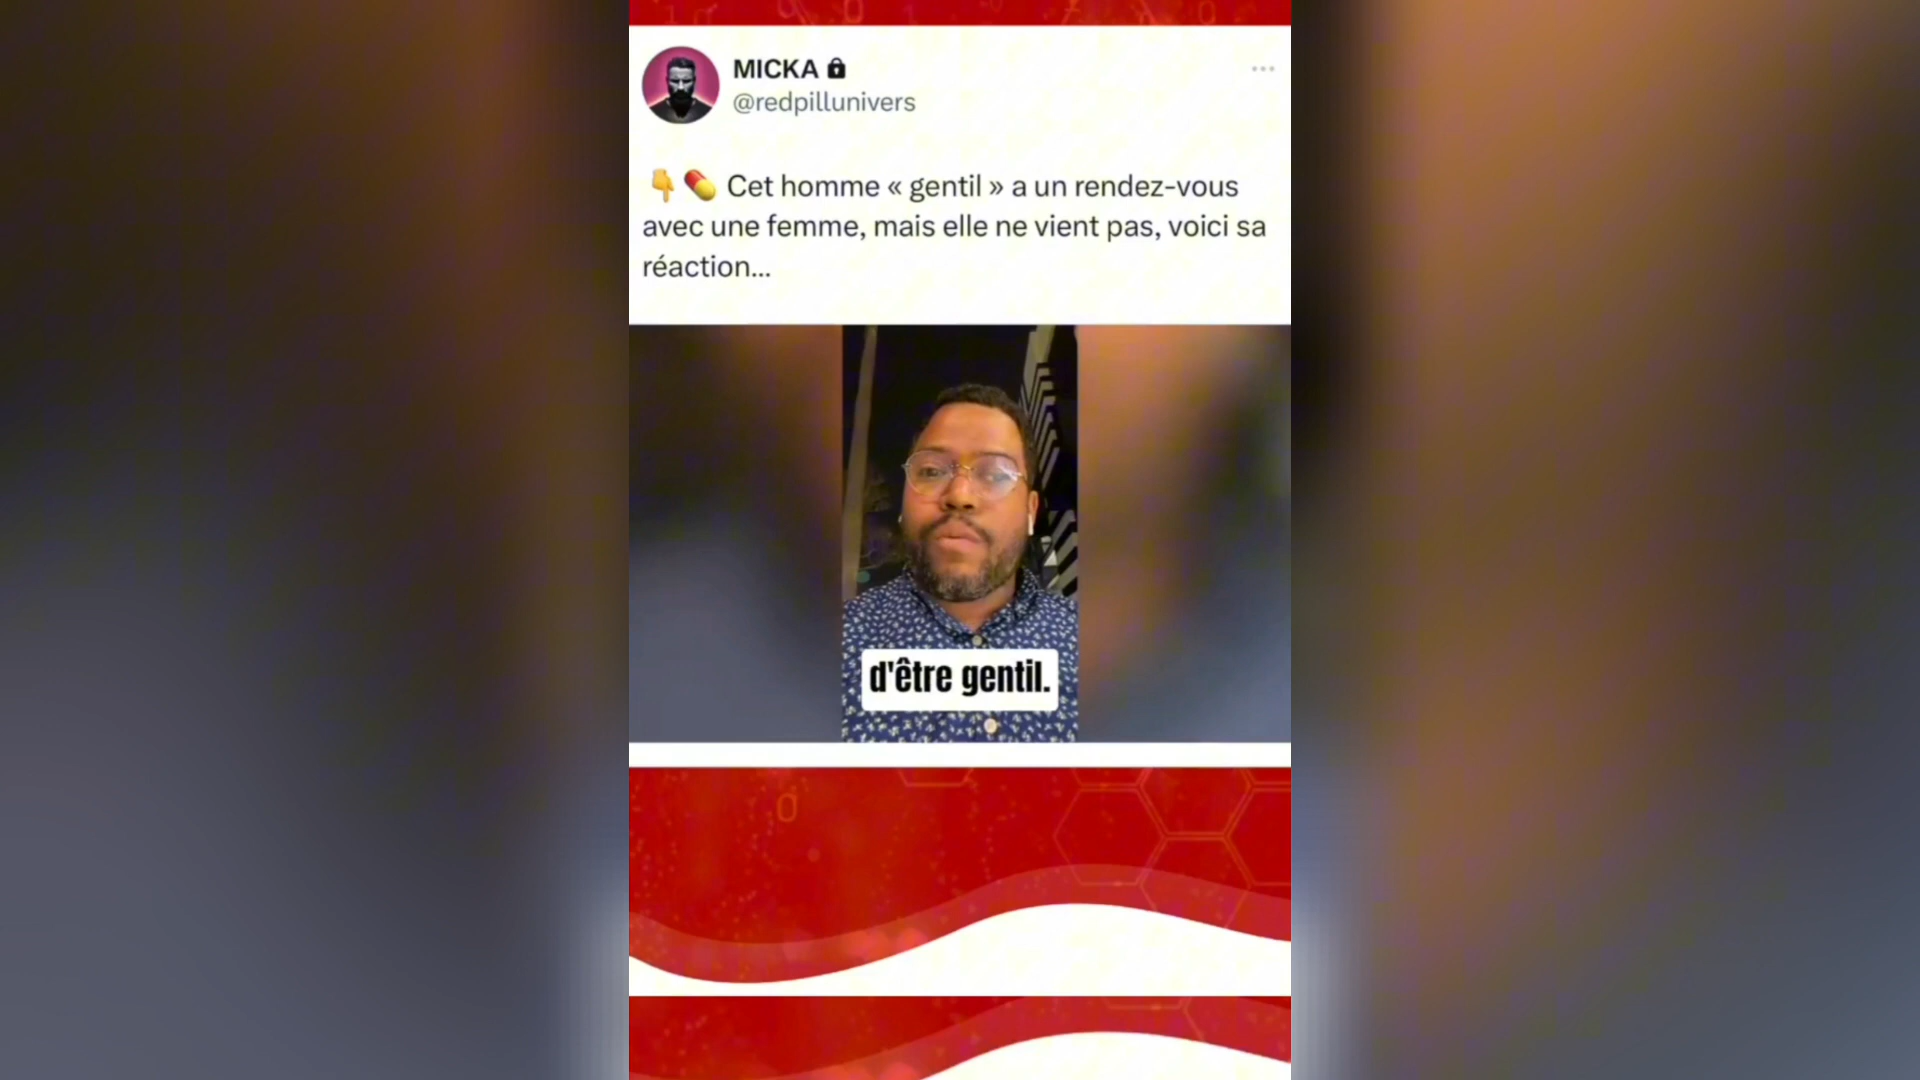 MICKA
@redpillunivers
Cet homme « gentil » a un rendez-vous
avec une femme, mais elle ne vient pas, voici sa
réaction...
d'être gentil.